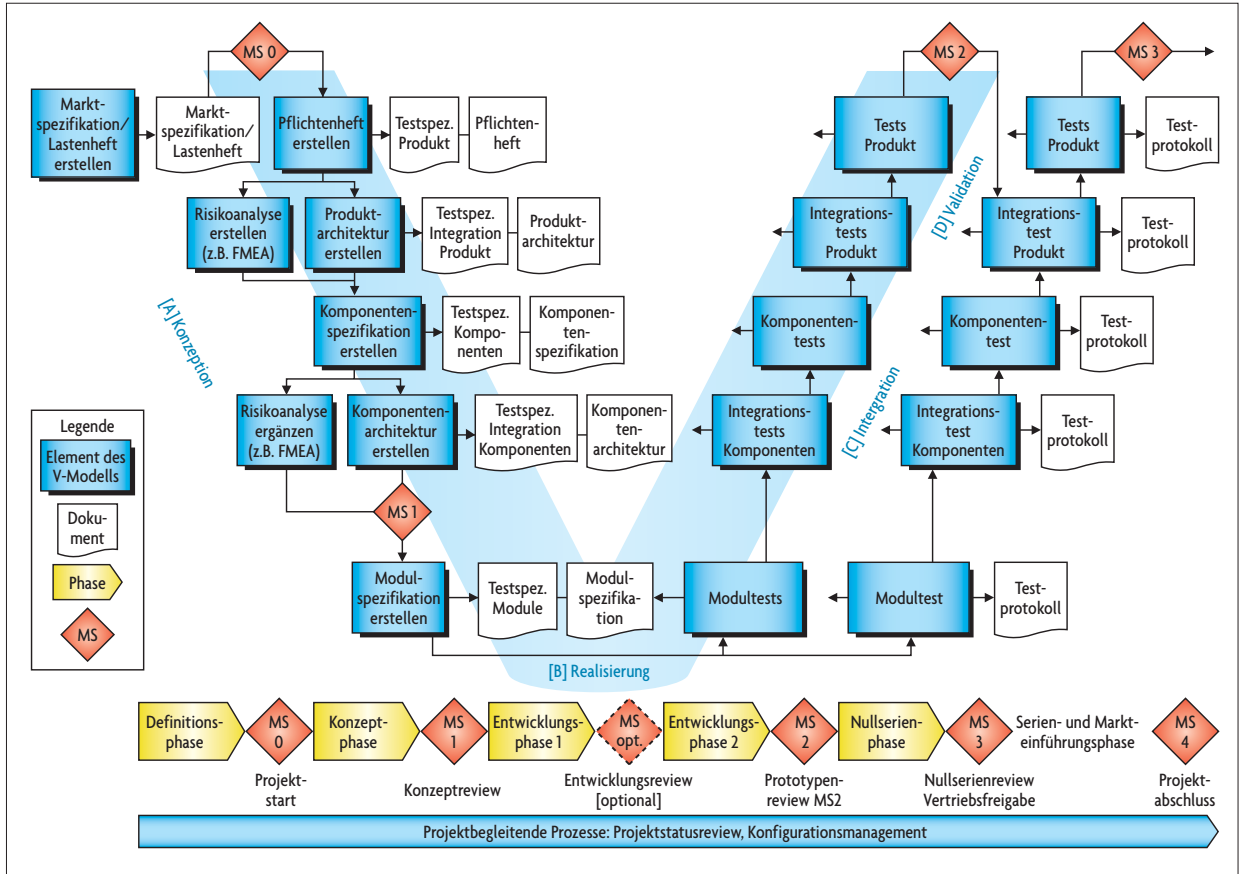 MS 0
MS 2
MS 3
Markt-
spezifikation/
Lastenheft
erstellen
Markt-
spezifikation/
Lastenheft
Pflichtenheft
erstellen
Testspez.
Produkt
Pflichten-
heft
Tests
Produkt
Tests
Produkt
Test-
protokoll
[D] Validation
Risikoanalyse
erstellen
(z.B. FMEA)
Produkt-
architektur
erstellen
Testspez.
Integration
Produkt
Produkt-
architektur
Integrations-
tests
Produkt
Integrations-
test
Produkt
Test-
protokoll
[A] Konzeption
Komponenten-
spezifikation
erstellen
Testspez.
Kompo-
nenten
Komponen-
ten-
spezifikation
Komponenten-
tests
Komponenten-
test
Test-
protokoll
[C] Intergration
Risikoanalyse
ergänzen
(z.B. FMEA)
Komponenten-
architektur
erstellen
Testspez.
Integration
Komponenten
Komponen-
ten-
architektur
Integrations-
tests
Komponenten
Integrations-
test
Komponenten
Test-
protokoll
MS 1
Modul-
spezifikation
erstellen
Testspez.
Module
Modul-
spezifika-
tion
Modultests
Modultest
Test-
protokoll
[B] Realisierung
Legende
Element des
V-Modells
Doku-
ment
Phase
MS
Definitions-
phase
MS
0
Konzept-
phase
MS
1
Entwicklungs-
phase 1
MS
opt.
Entwicklungs-
phase 2
MS
2
Nullserien-
phase
MS
3
Serien- und Markt-
einführungsphase
MS
4
Projekt-
start
Konzeptreview
Entwicklungsreview
[optional]
Prototypen-
review MS2
Nullserienreview
Vertriebsfreigabe
Projekt-
abschluss
Projektbegleitende Prozesse: Projektstatusreview, Konfigurationsmanagement